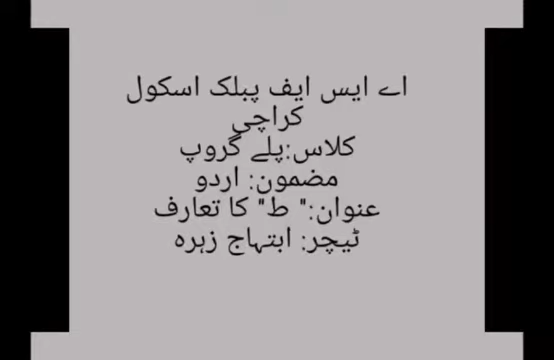 اے ایس ایف پبلک اسکول
کراچی
کلاس:پلے گروپ
مضمون: اردو
عنوان:" ط" کا تعارف
ٹیچر: ابتہاج زہرہ